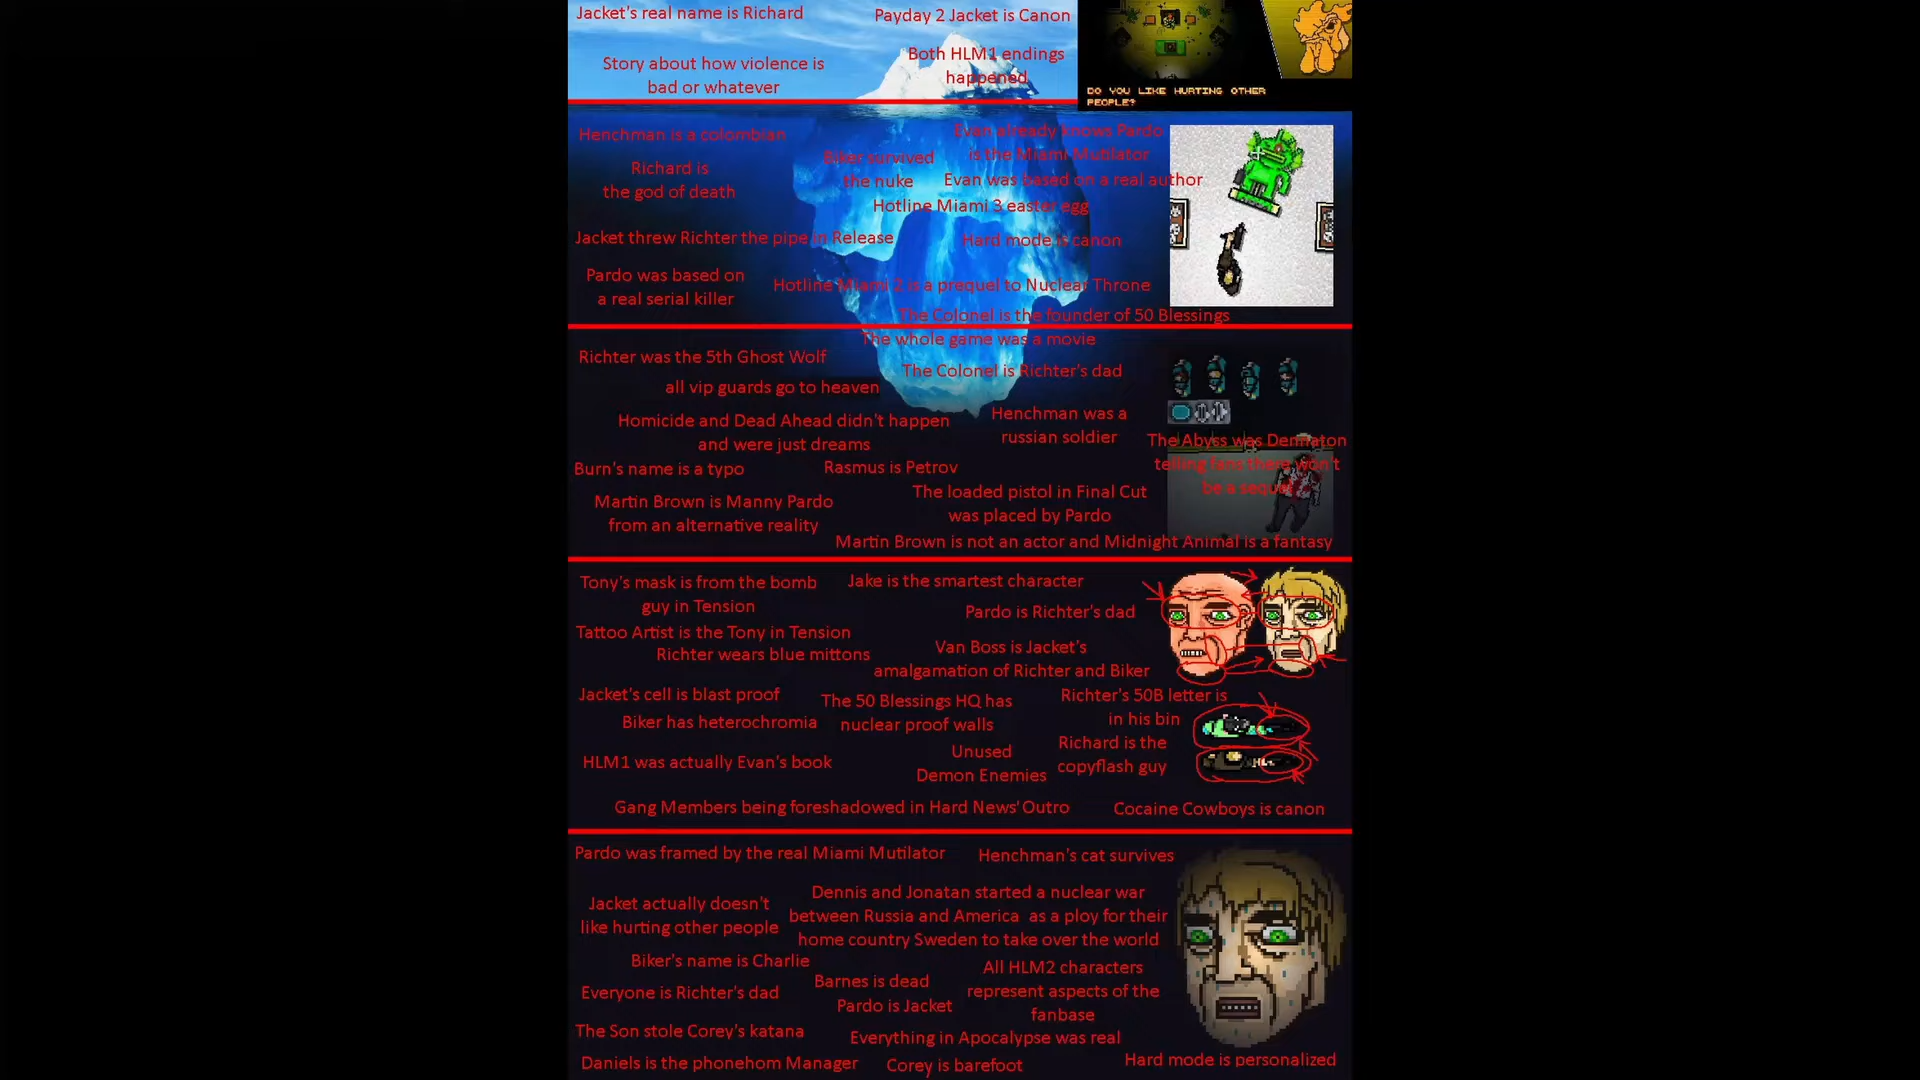 Jacket's real name is Richard
Payday 2 Jacket is Canon
Story about how violence is
bad or whatever
Both HLM1 endings
happened
DO YOU LIKE HURTING OTHER
PEOPLE?
Henchman is a colombian
Evan already knows Pardo
is the Miami Mutilator
Richard is
the god of death
Biker survived
the nuke
Evan was based on a real author
Hotline Miami 3 easter egg
Jacket threw Richter the pipe in Release
Hard mode is canon
Pardo was based on
a real serial killer
Hotline Miami 2 is a prequel to Nuclear Throne
The Colonel is the founder of 50 Blessings
The whole game was a movie
Richter was the 5th Ghost Wolf
The Colonel is Richter's dad
all vip guards go to heaven
Homicide and Dead Ahead didn't happen
and were just dreams
Henchman was a
russian soldier
The Abyss was Dennaton
telling fans there won't
be a sequel
Burn's name is a typo
Rasmus is Petrov
Martin Brown is Manny Pardo
from an alternative reality
The loaded pistol in Final Cut
was placed by Pardo
Martin Brown is not an actor and Midnight Animal is a fantasy
Tony's mask is from the bomb
guy in Tension
Jake is the smartest character
Pardo is Richter's dad
Tattoo Artist is the Tony in Tension
Richter wears blue mittons
Van Boss is Jacket's
amalgamation of Richter and Biker
Jacket's cell is blast proof
The 50 Blessings HQ has
nuclear proof walls
Richter's 50B letter is
in his bin
Biker has heterochromia
Richard is the
copyflash guy
HLM1 was actually Evan's book
Unused
Demon Enemies
Gang Members being foreshadowed in Hard News' Outro
Cocaine Cowboys is canon
Pardo was framed by the real Miami Mutilator
Henchman's cat survives
Jacket actually doesn't
like hurting other people
Dennis and Jonatan started a nuclear war
between Russia and America as a ploy for their
home country Sweden to take over the world
Biker's name is Charlie
Barnes is dead
All HLM2 characters
represent aspects of the
fanbase
Everyone is Richter's dad
Pardo is Jacket
The Son stole Corey's katana
Everything in Apocalypse was real
Daniels is the phonehom Manager
Corey is barefoot
Hard mode is personalized